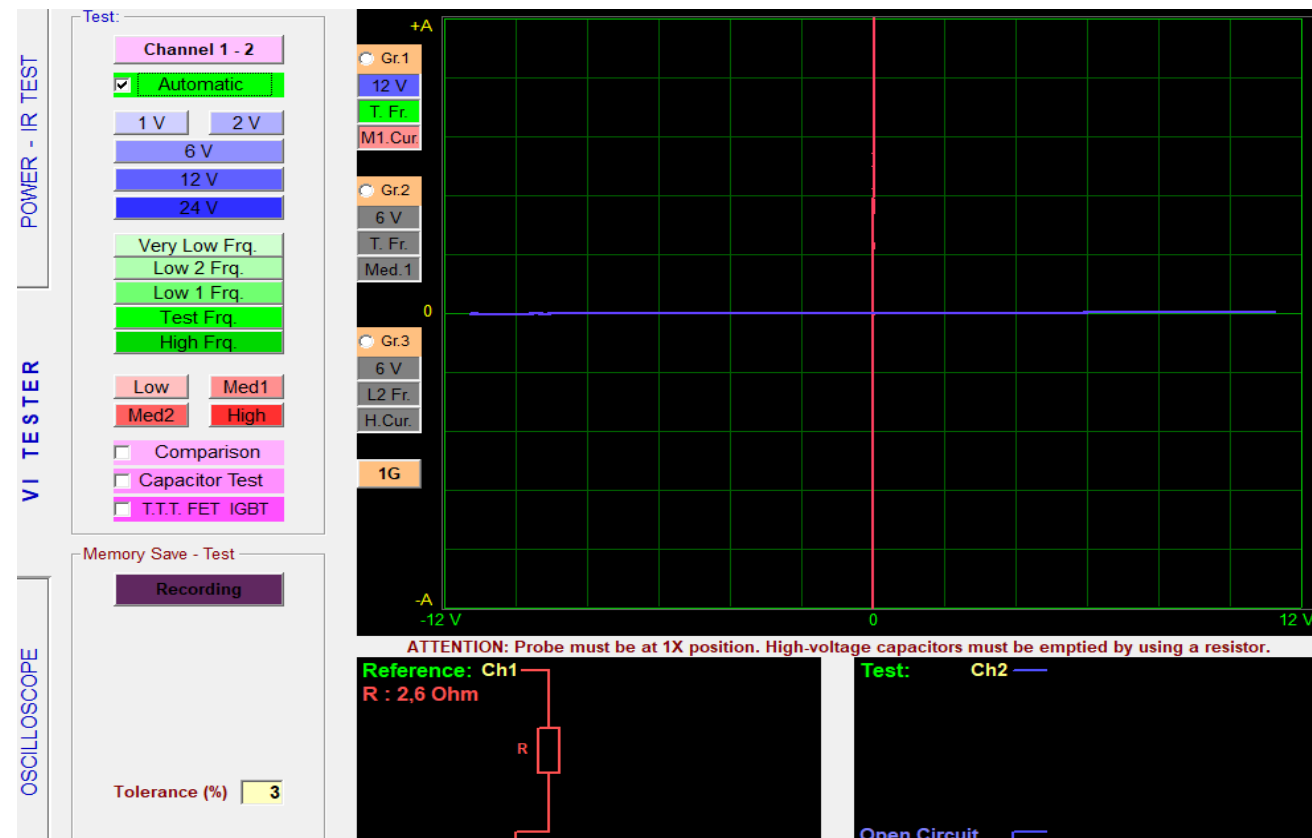 POWER - IR TEST
VI TESTER
OSCILLOSCOPE
Test:
Channel 1 - 2
Automatic
1 V
2 V
6 V
12 V
24 V
Very Low Frq.
Low 2 Frq.
Low 1 Frq.
Test Frq.
High Frq.
Low
Med1
Med2
High
Comparison
Capacitor Test
T.T.T. FET IGBT
Memory Save - Test
Recording
Tolerance (%)
3
Gr.1
12 V
T. Fr.
M1.Cur.
Gr.2
6 V
T. Fr.
Med.1
Gr.3
6 V
L2 Fr.
H.Cur.
1G
+A
0
-A
-12 V
0
12 V
ATTENTION: Probe must be at 1X position. High-voltage capacitors must be emptied by using a resistor.
Reference: Ch1
R : 2,6 Ohm
R
Test: Ch2
Open Circuit